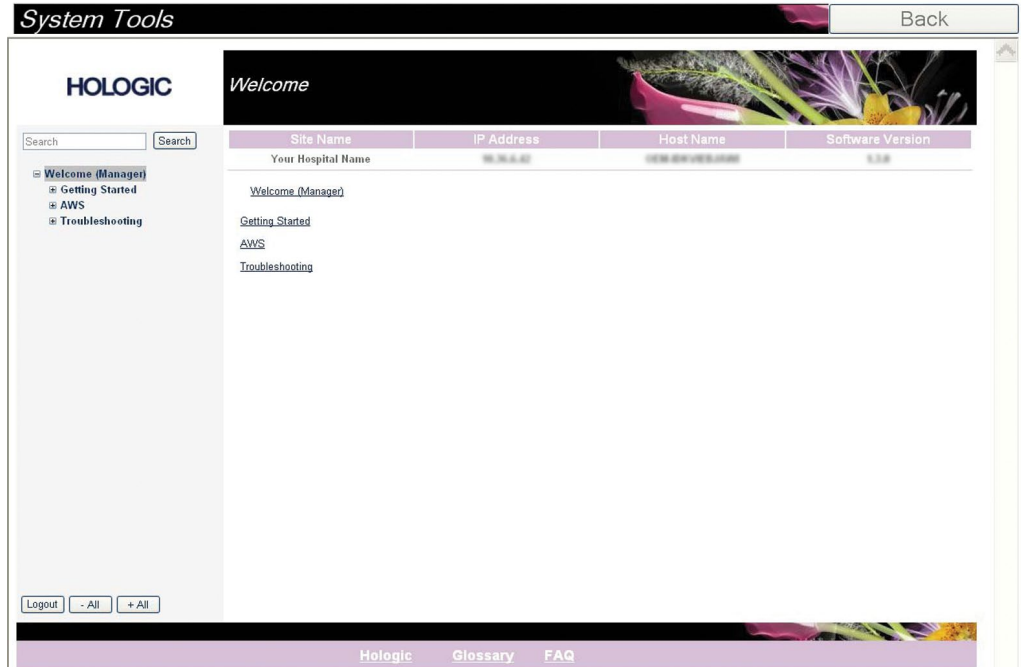 System Tools
Back
HOLOGIC
Welcome
Search
Search
Site Name
IP Address
Host Name
Software Version
Your Hospital Name
Welcome (Manager)
Getting Started
AWS
Troubleshooting
Welcome (Manager)
Getting Started
AWS
Troubleshooting
Logout
- All
+ All
Hologic
Glossary
FAQ